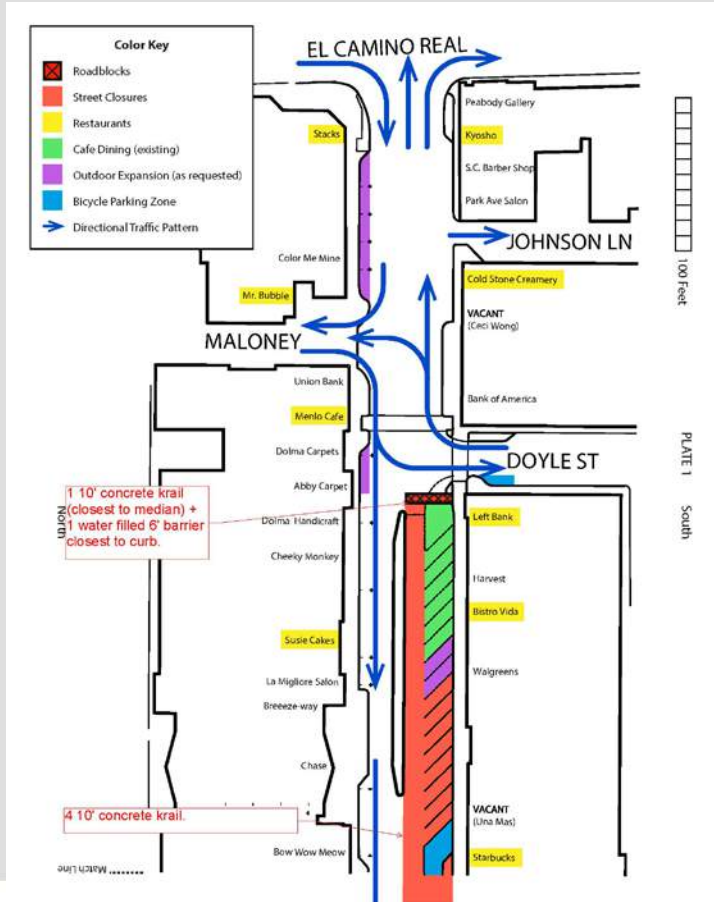 Color Key
Roadblocks
Street Closures
Restaurants
Cafe Dining (existing)
Outdoor Expansion (as requested)
Bicycle Parking Zone
Directional Traffic Pattern
EL CAMINO REAL
Peabody Gallery
Stacks
Kyosho
S.C. Barber Shop
Park Ave Salon
JOHNSON LN
Color Me Mine
Cold Stone Creamery
Mr. Bubble
VACANT
(Ceci Wong)
MALONEY
100 Feet
Union Bank
Bank of America
Menlo Cafe
Dolma Carpets
DOYLE ST
PLATE 1
Abby Carpet
1 10' concrete krail
(closest to median) +
1 water filled 6' barrier
closest to curb.
North
South
Left Bank
Dolma Handicraft
Cheeky Monkey
Harvest
Bistro Vida
Susie Cakes
Walgreens
La Migliore Salon
Breeeze-way
Chase
4 10' concrete krail.
VACANT
(Una Mas)
Bow Wow Meow
Starbucks
Match Line